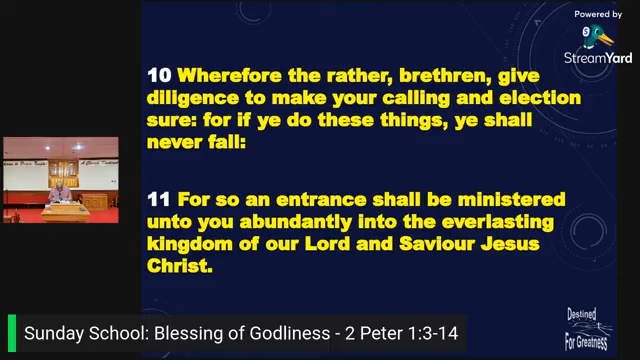 Powered by
S
StreamYard
10 Wherefore the rather, brethren, give
diligence to make your calling and election
sure: for if ye do these things, ye shall
never fall:
11 For so an entrance shall be ministered
unto you abundantly into the everlasting
kingdom of our Lord and Saviour Jesus
Christ.
Destined
For Greatness
Sunday School: Blessing of Godliness - 2 Peter 1:3-14